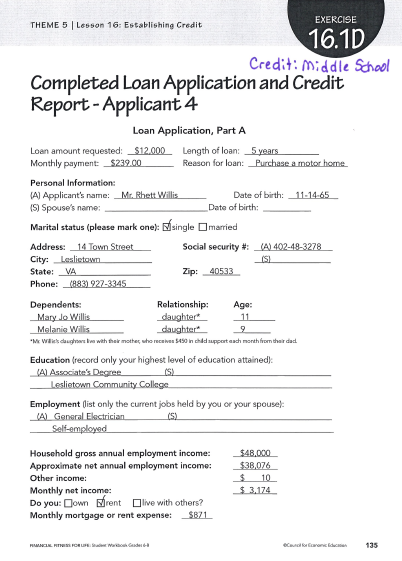 THEME 5 | Lesson 16: Establishing Credit
EXERCISE
16.1D
Credit: Middle School
Completed Loan Application and Credit
Report - Applicant 4
Loan Application, Part A
Loan amount requested: $12,000 Length of loan: 5 years
Monthly payment: $239.00 Reason for loan: Purchase a motor home
Personal Information:
(A) Applicant's name: Mr. Rhett Willis Date of birth: 11-14-65
(S) Spouse's name: Date of birth:
Marital status (please mark one): single married
Address: 14 Town Street Social security #: (A) 402-48-3278
City: Leslietown (S)
State: VA Zip: 40533
Phone: (883) 927-3345
Dependents: Relationship: Age:
Mary Jo Willis daughter* 11
Melanie Willis daughter* 9
*Mr. Willis's daughters live with their mother, who receives $450 in child support each month from their dad.
Education (record only your highest level of education attained):
(A) Associate's Degree (S)
Leslietown Community College
Employment (list only the current jobs held by you or your spouse):
(A) General Electrician (S)
Self-employed
Household gross annual employment income: $48,000
Approximate net annual employment income: $38,076
Other income: $ 10
Monthly net income: $ 3,174
Do you: own rent live with others?
Monthly mortgage or rent expense: $871
FINANCIAL FITNESS FOR LIFE: Student Workbook Grades 6-8 ©Council for Economic Education 135